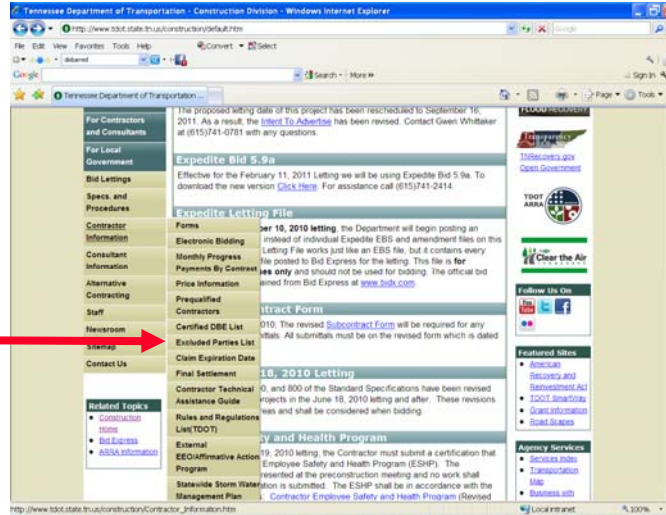 Tennessee Department of Transportation - Construction Division - Windows Internet Explorer
http://www.tdot.state.tn.us/construction/default.htm
Google
File Edit View Favorites Tools Help
Convert
Select
debarred
Google
Search
More »
Sign In
Tennessee Department of Transportation ...
Page
Tools
For Contractors
and Consultants
For Local
Government
Bid Lettings
Specs. and
Procedures
Contractor
Information
Consultant
Information
Alternative
Contracting
Staff
Newsroom
Sitemap
Contact Us
Related Topics
Construction
Home
Bid Express
ARRA Information
Forms
Electronic Bidding
Monthly Progress
Payments By Contract
Price Information
Prequalified
Contractors
Certified DBE List
Excluded Parties List
Claim Expiration Date
Final Settlement
Contractor Technical
Assistance Guide
Rules and Regulations
List(TDOT)
External
EEO/Affirmative Action
Program
Statewide Storm Water
Management Plan
The proposed letting date of this project has been rescheduled to September 16,
2011. As a result, the Intent To Advertise has been revised. Contact Gwen Whittaker
at (615)741-0781 with any questions.
Expedite Bid 5.9a
Effective for the February 11, 2011 Letting we will be using Expedite Bid 5.9a. To
download the new version Click Here. For assistance call (615)741-2414
Expedite Letting File
er 10, 2010 letting, the Department will begin posting an
instead of individual Expedite EBS and amendment files on this
Letting File works just like an EBS file, but it contains every
file posted to Bid Express for the letting. This file is for
es only and should not be used for bidding. The official bid
ained from Bid Express at www.bidx.com.
tract Form
010, The revised Subcontract Form will be required for any
ittals. All submittals must be on the revised form which is dated
18, 2010 Letting
0, and 800 of the Standard Specifications have been revised
rojects in the June 18, 2010 letting and after. These revisions
reas and shall be considered when bidding.
ty and Health Program
19, 2010 letting, the Contractor must submit a certification that
Employee Safety and Health Program (ESHP). The
resented at the preconstruction meeting and no work shall
ation is submitted. The ESHP shall be in accordance with the
: Contractor Employee Safety and Health Program (Revised
FLOOD RECOVERY
TNRecovery.gov
Open Government
TDOT
ARRA
Clear the Air
Follow Us On
You
Tube
Featured Sites
American
Recovery and
Reinvestment Act
TDOT SmartWay
Grant Information
Road Scapes
Agency Services
Services Index
Transportation
Map
Business with
http://www.tdot.state.tn.us/construction/Contractor_Information.htm
Local intranet
100%